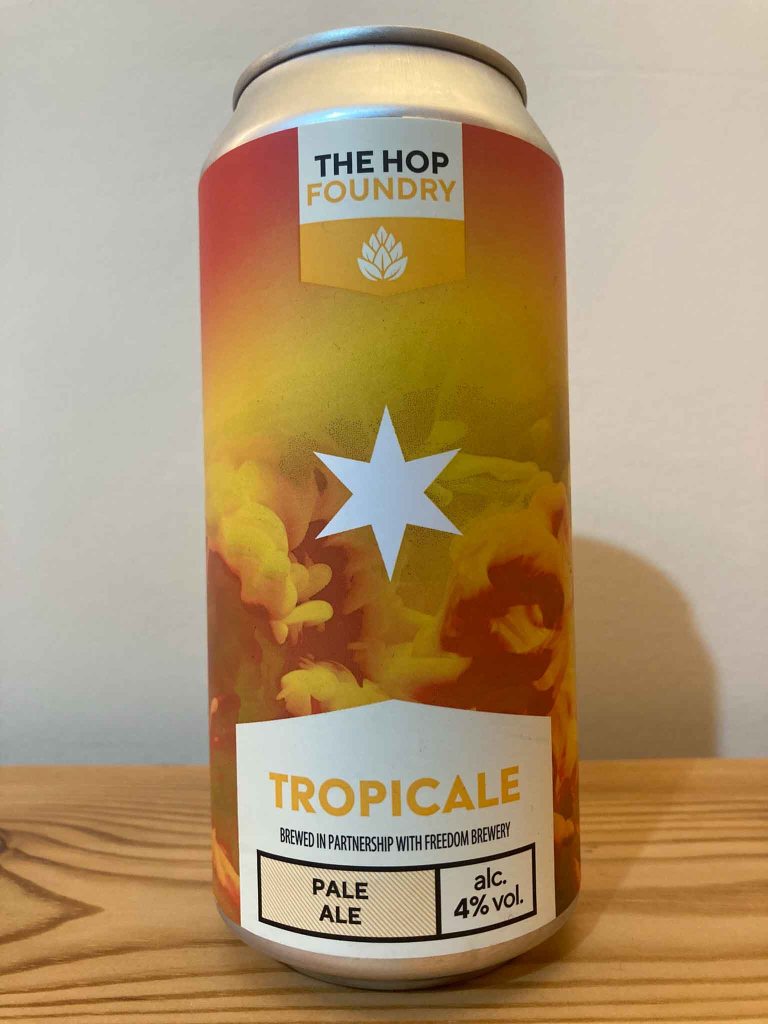 THE HOP
FOUNDRY
TROPICALE
BREWED IN PARTNERSHIP WITH FREEDOM BREWERY
PALE
ALE
alc.
4% vol.